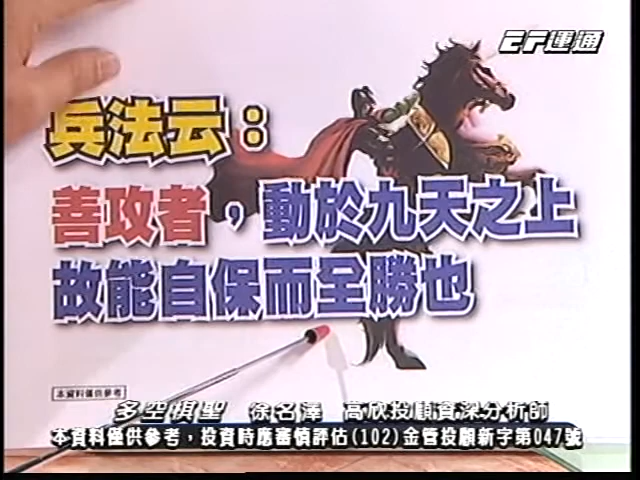 ET運通
兵法云：
善攻者，動於九天之上
故能自保而全勝也
本資料僅供參考
多空棋聖 徐名澤 高欣投顧資深分析師
本資料僅供參考，投資時應審慎評估(102)金管投顧新字第047號